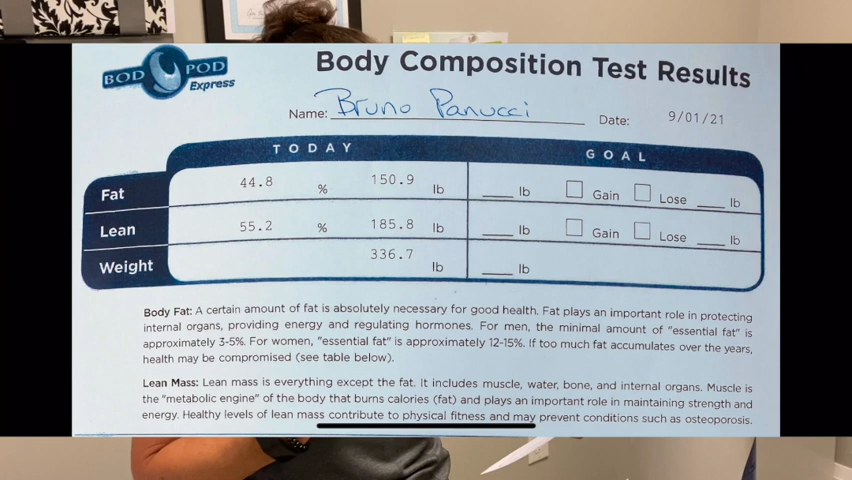 BOD POD
Express
Body Composition Test Results
Name: Bruno Panucci
Date: 9/01/21
TODAY GOAL
Fat 44.8 % 150.9 lb ___ lb Gain Lose ___ lb
Lean 55.2 % 185.8 lb ___ lb Gain Lose ___ lb
Weight 336.7 lb ___ lb
Body Fat: A certain amount of fat is absolutely necessary for good health. Fat plays an important role in protecting
internal organs, providing energy and regulating hormones. For men, the minimal amount of "essential fat" is
approximately 3-5%. For women, "essential fat" is approximately 12-15%. If too much fat accumulates over the years,
health may be compromised (see table below).
Lean Mass: Lean mass is everything except the fat. It includes muscle, water, bone, and internal organs. Muscle is
the "metabolic engine" of the body that burns calories (fat) and plays an important role in maintaining strength and
energy. Healthy levels of lean mass contribute to physical fitness and may prevent conditions such as osteoporosis.